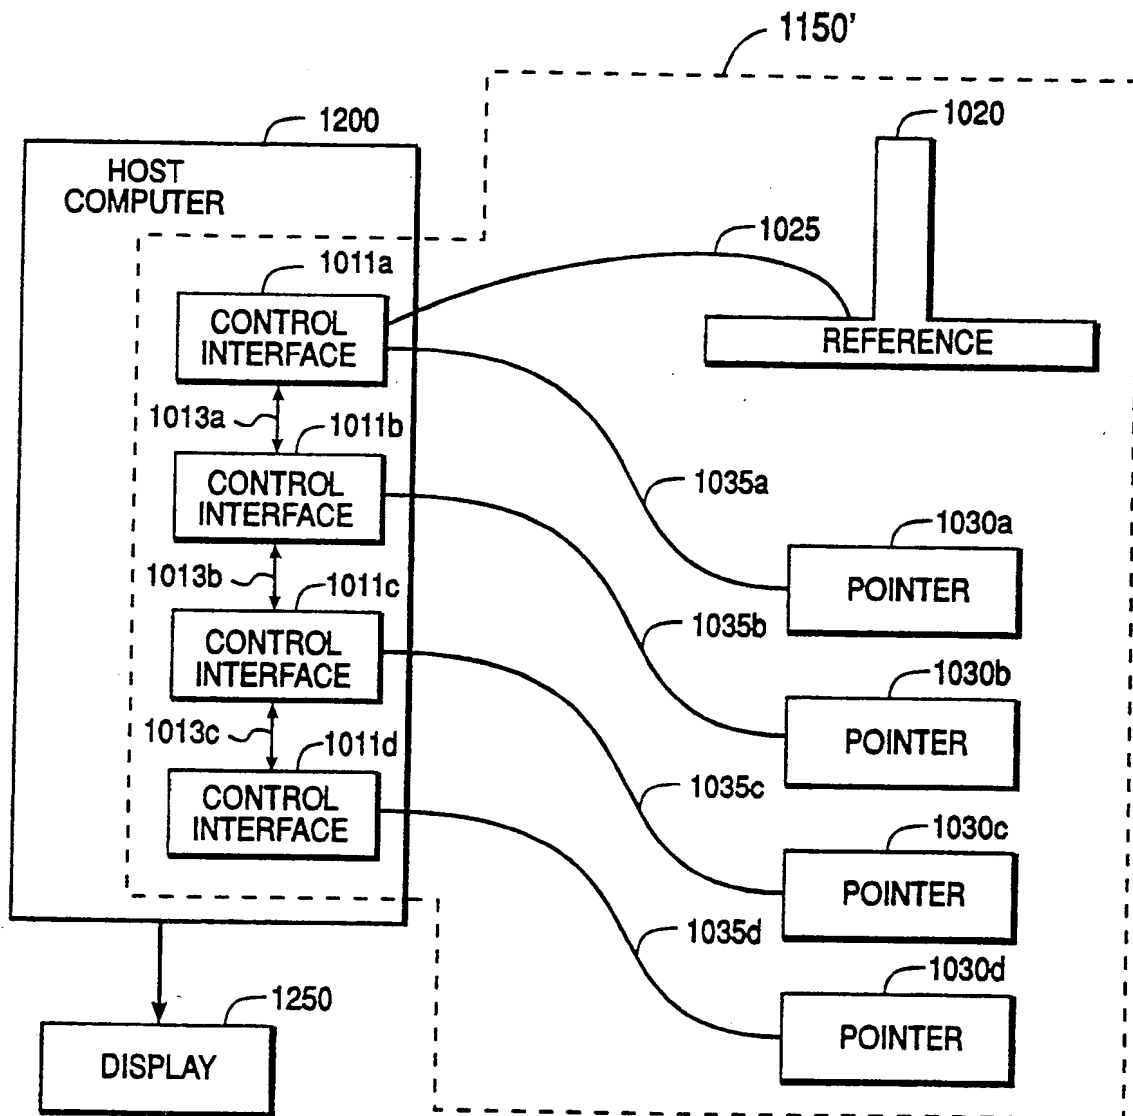 1150'
1200
1020
HOST
COMPUTER
1025
1011a
CONTROL
INTERFACE
REFERENCE
1013a
1011b
CONTROL
INTERFACE
1035a
1030a
POINTER
1013b
1011c
CONTROL
INTERFACE
1035b
1030b
POINTER
1013c
1011d
CONTROL
INTERFACE
1035c
1030c
POINTER
1035d
1030d
POINTER
1250
DISPLAY